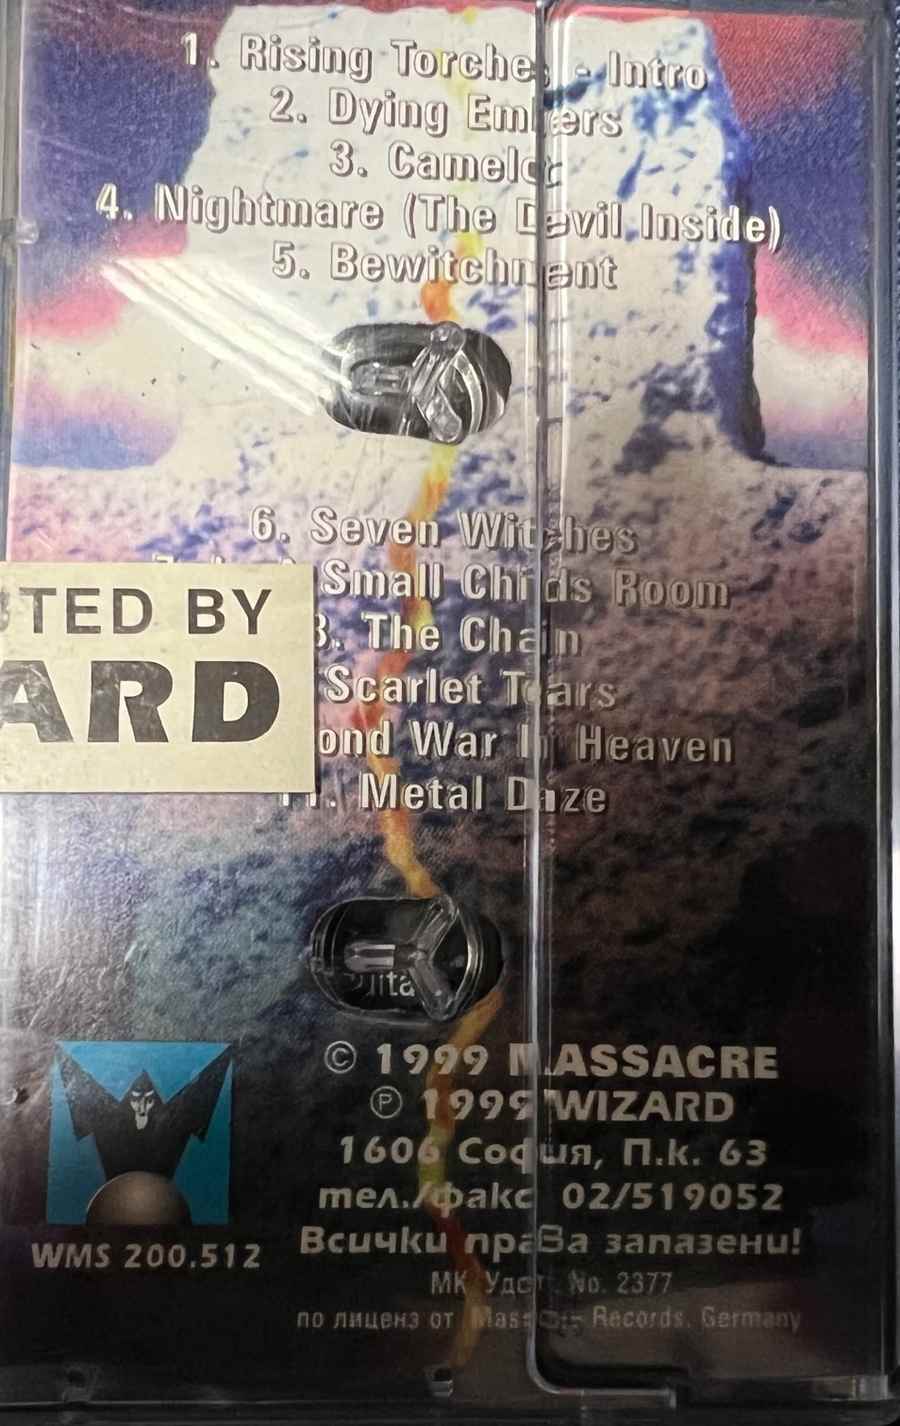 1. Rising Torches - Intro
2. Dying Embers
3. Camelot
4. Nightmare (The Devil Inside)
5. Bewitchment
6. Seven Witches
Small Childs Room
8. The Chain
Scarlet Tears
ond War In Heaven
11. Metal Daze
TED BY
ARD
© 1999 MASSACRE
℗ 1999 WIZARD
1606 София, П.к. 63
тел./факс 02/519052
Всички права запазени!
МК Удст. No. 2377
по лиценз от Massacre Records, Germany
WMS 200.512